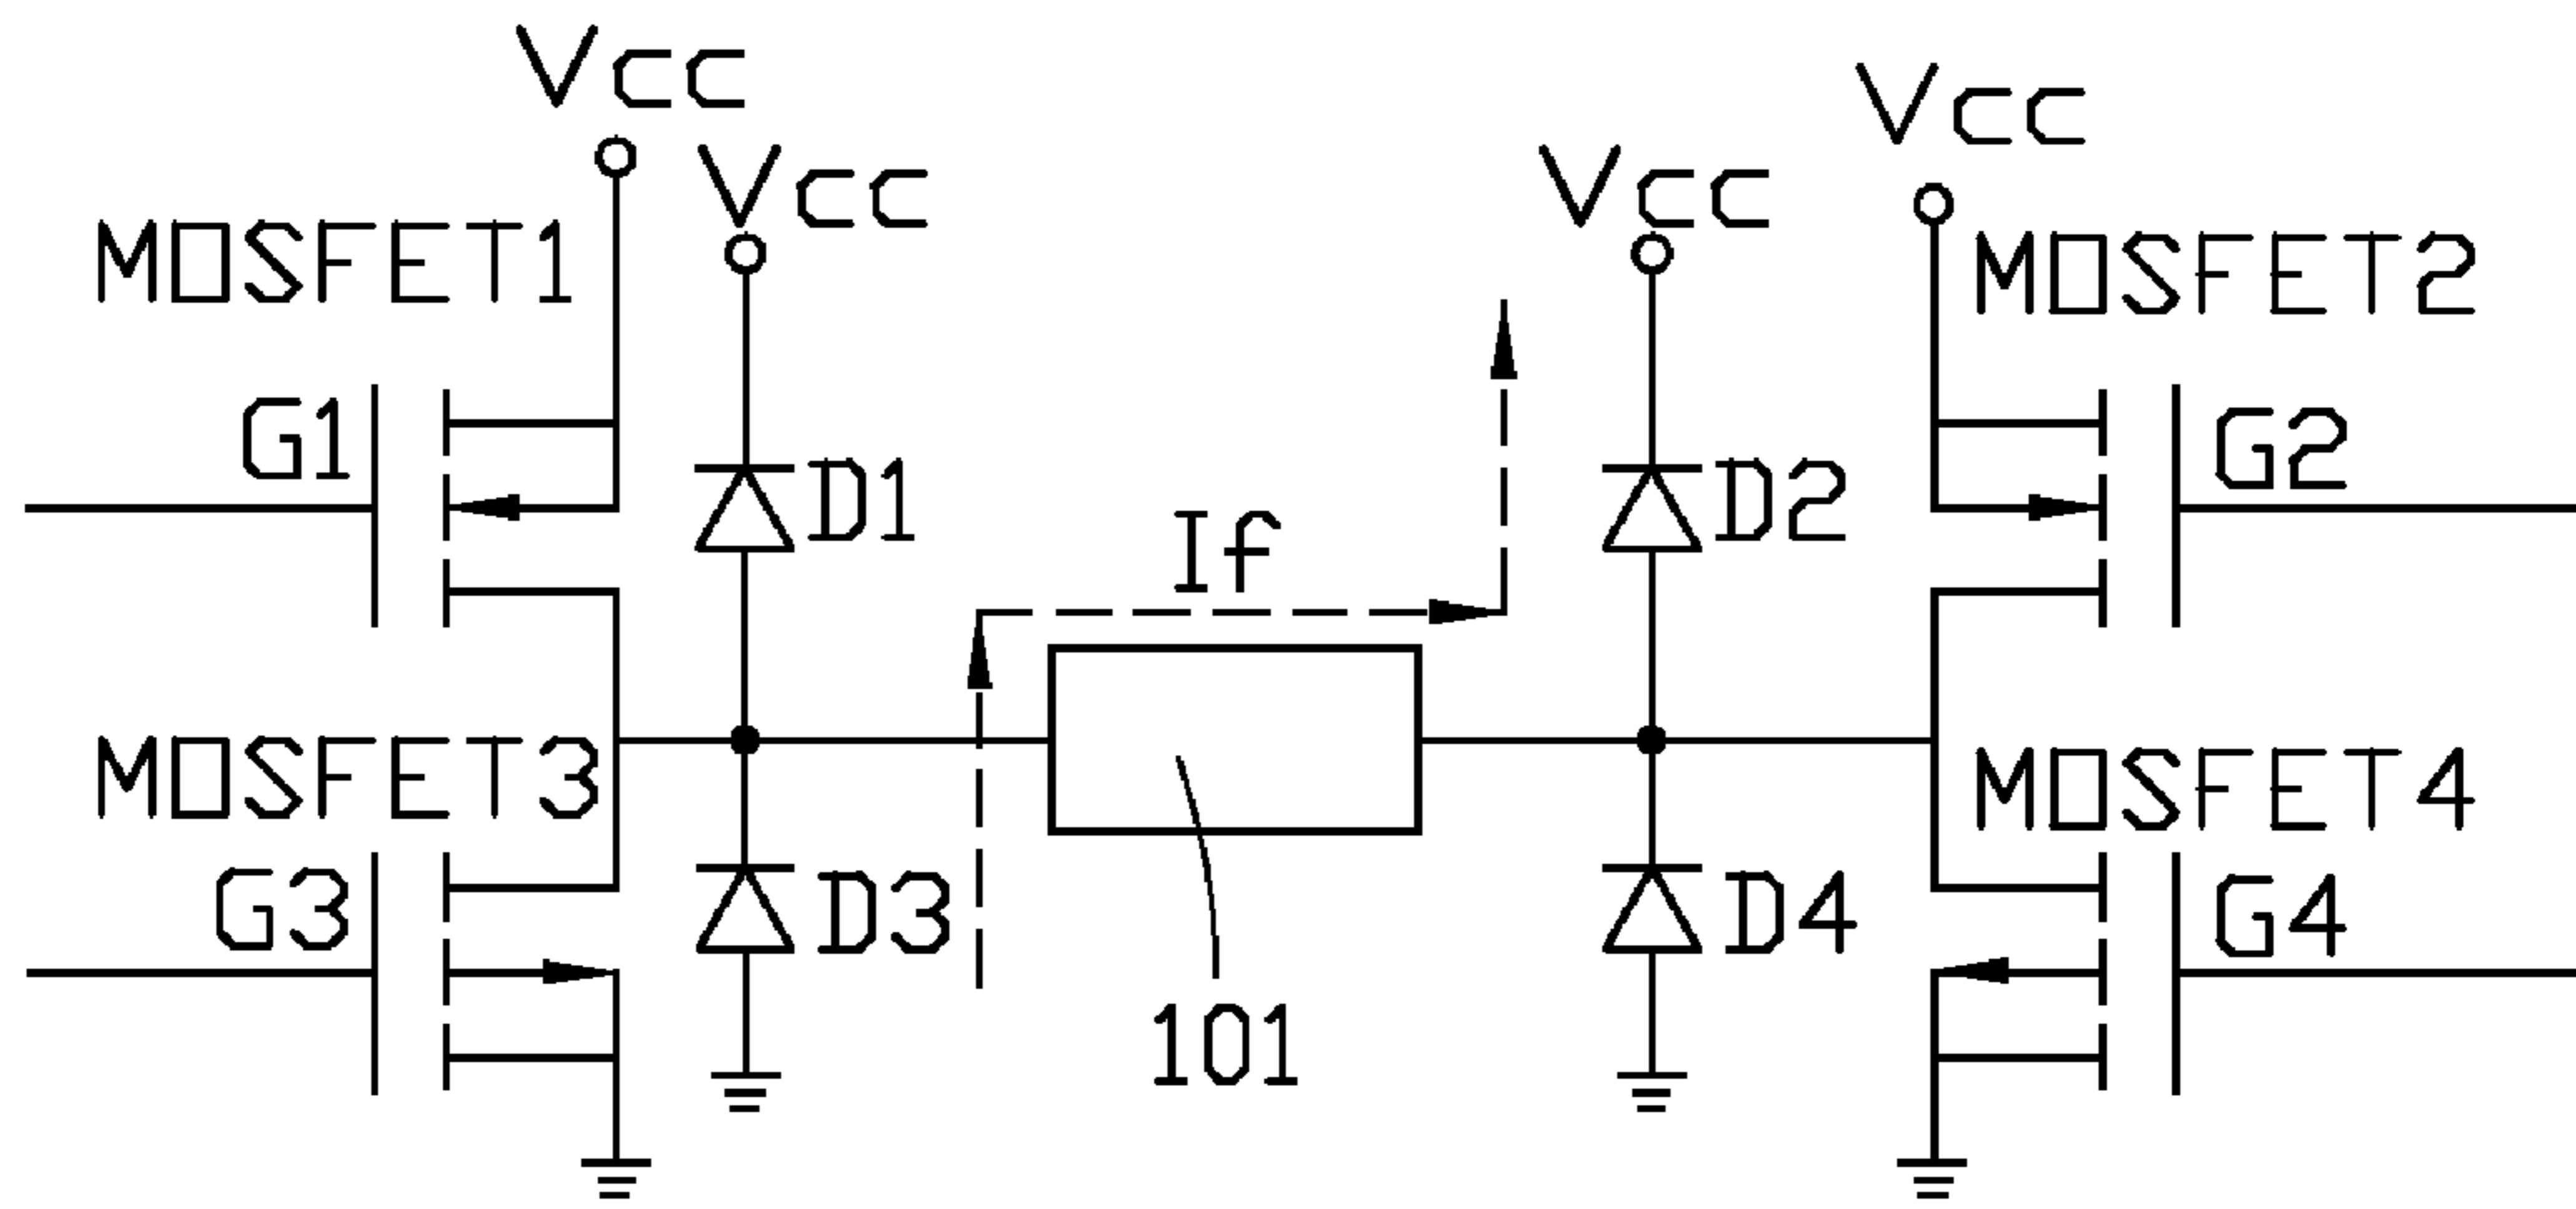 Vcc
Vcc
Vcc
Vcc
MOSFET1
MOSFET2
G1
G2
D1
D2
If
MOSFET3
MOSFET4
G3
D3
D4
G4
101